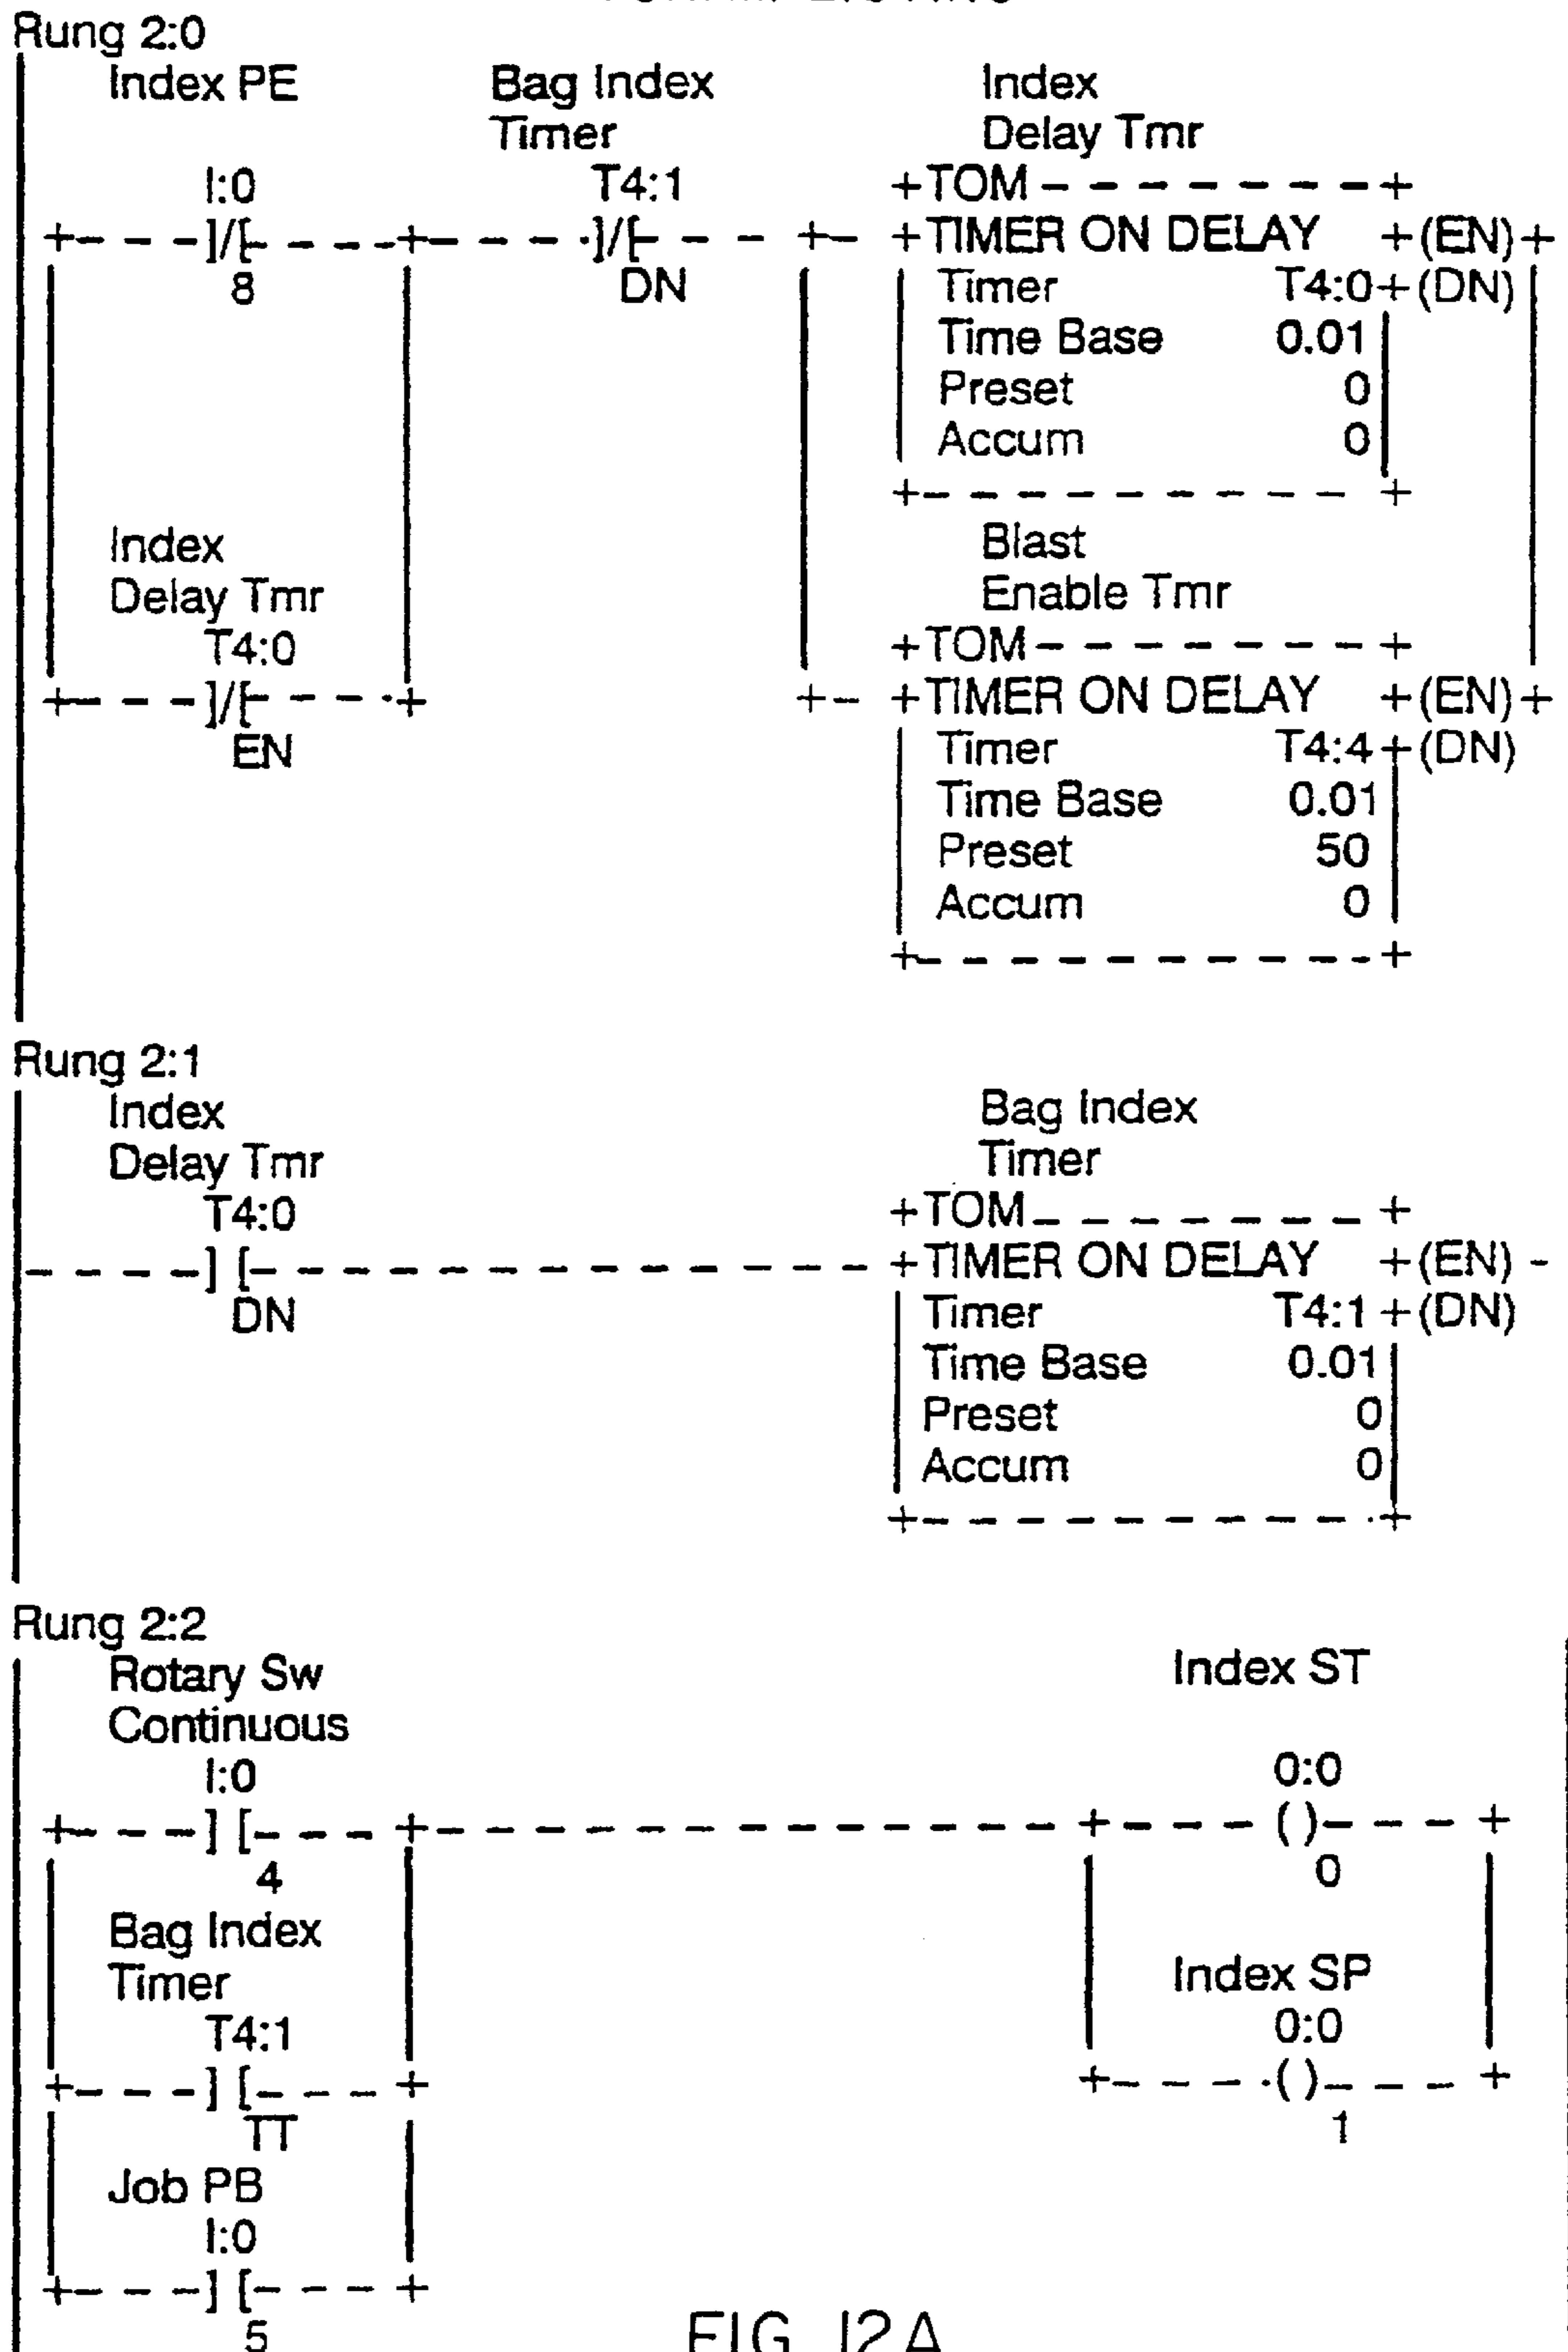 Rung 2:0
Index PE Bag Index Index
Timer Delay Tmr
I:0 T4:1 +TOM - - - - - - - +
+- - - -]/[- - - -+- - - - -]/[- - - +- +TIMER ON DELAY +(EN)+
8 DN Timer T4:0+(DN)
Time Base 0.01
Preset 0
Accum 0
+- - - - - - - - - - +
Index Blast
Delay Tmr Enable Tmr
T4:0 +TOM - - - - - - - +
+- - - -]/[- - - -+ +- +TIMER ON DELAY +(EN)+
EN Timer T4:4+(DN)
Time Base 0.01
Preset 50
Accum 0
+- - - - - - - - - - +
Rung 2:1
Index Bag Index
Delay Tmr Timer
T4:0 +TOM - - - - - - - +
- - - -] [- - - - - - - - - - - - - +TIMER ON DELAY +(EN) -
DN Timer T4:1 +(DN)
Time Base 0.01
Preset 0
Accum 0
+- - - - - - - - - - +
Rung 2:2
Rotary Sw Index ST
Continuous
I:0 0:0
+- - -] [- - - +- - - - - - - - - - - - - +- - - -( )- - - +
4 0
Bag Index Index SP
Timer 0:0
T4:1
+- - -] [- - - + +- - - -( )- - - +
TT 1
Job PB
I:0
+- - -] [- - - +
5
FIG. 12A